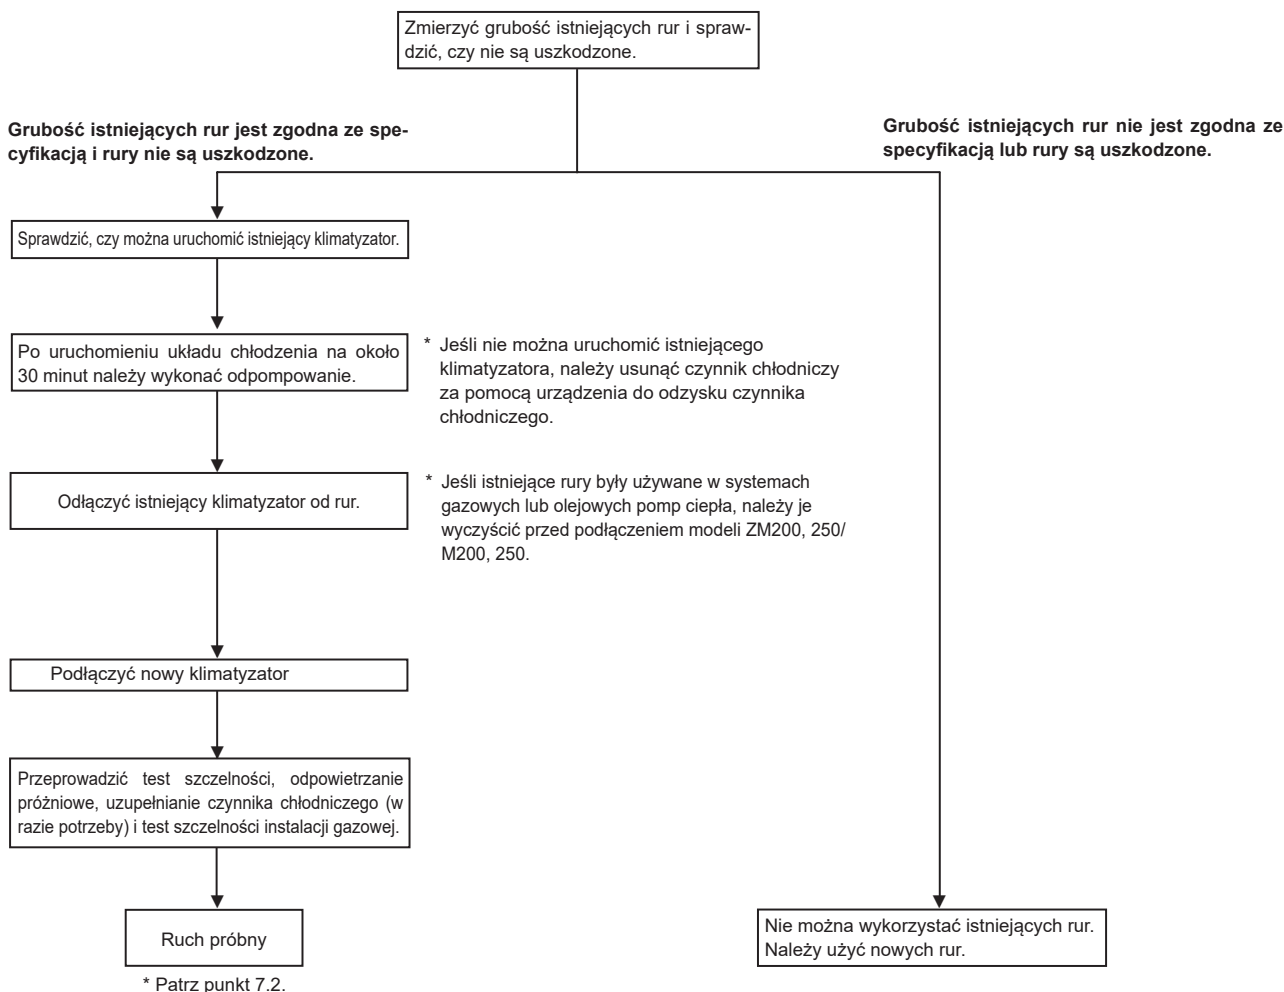 Zmierzyć grubość istniejących rur i spraw-
dzić, czy nie są uszkodzone.
Grubość istniejących rur jest zgodna ze spe-
cyfikacją i rury nie są uszkodzone.
Grubość istniejących rur nie jest zgodna ze
specyfikacją lub rury są uszkodzone.
Sprawdzić, czy można uruchomić istniejący klimatyzator.
Po uruchomieniu układu chłodzenia na około
30 minut należy wykonać odpompowanie.
* Jeśli nie można uruchomić istniejącego
klimatyzatora, należy usunąć czynnik chłodniczy
za pomocą urządzenia do odzysku czynnika
chłodniczego.
Odłączyć istniejący klimatyzator od rur.
* Jeśli istniejące rury były używane w systemach
gazowych lub olejowych pomp ciepła, należy je
wyczyścić przed podłączeniem modeli ZM200, 250/
M200, 250.
Podłączyć nowy klimatyzator
Przeprowadzić test szczelności, odpowietrzanie
próżniowe, uzupełnianie czynnika chłodniczego (w
razie potrzeby) i test szczelności instalacji gazowej.
Ruch próbny
* Patrz punkt 7.2.
Nie można wykorzystać istniejących rur.
Należy użyć nowych rur.